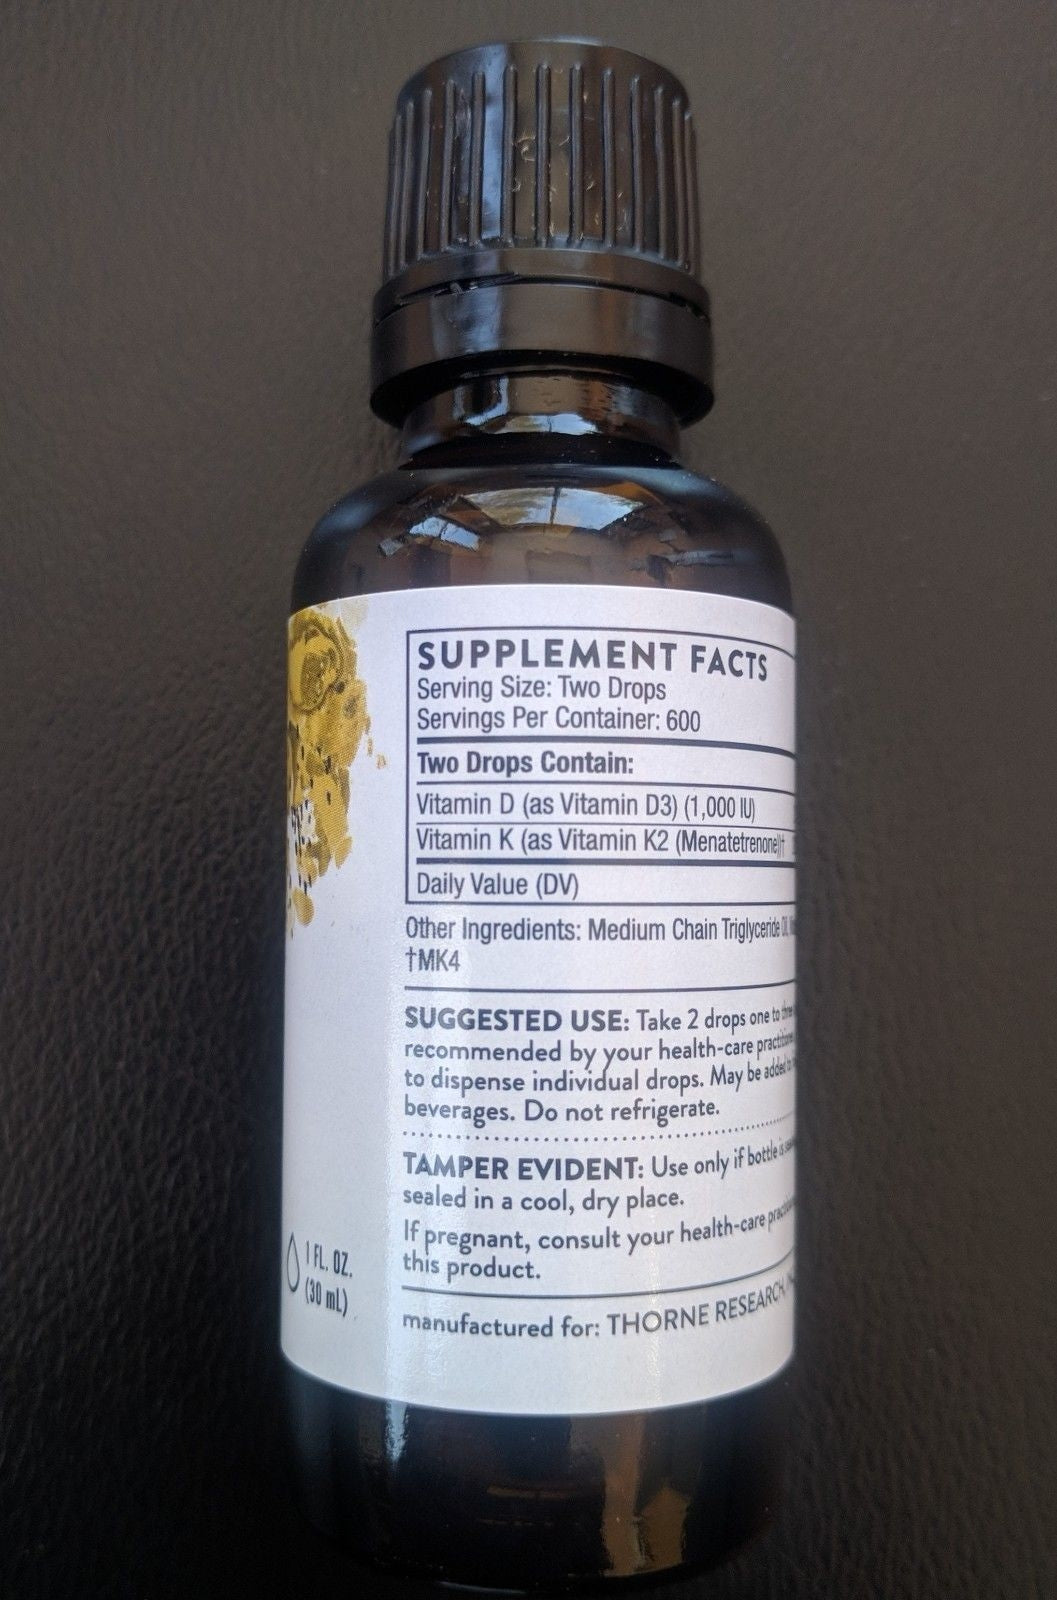 SUPPLEMENT FACTS
Serving Size: Two Drops
Servings Per Container: 600
Two Drops Contain:
Vitamin D (as Vitamin D3) (1,000 IU)
Vitamin K (as Vitamin K2 (Menatetrenone))†
Daily Value (DV)
Other Ingredients: Medium Chain Triglyceride Oil,
†MK4
SUGGESTED USE: Take 2 drops one to three
recommended by your health-care practitioner
to dispense individual drops. May be added to
beverages. Do not refrigerate.
TAMPER EVIDENT: Use only if bottle is
sealed in a cool, dry place.
If pregnant, consult your health-care
this product.
manufactured for: THORNE RESEARCH,
1 FL. OZ.
(30 mL)